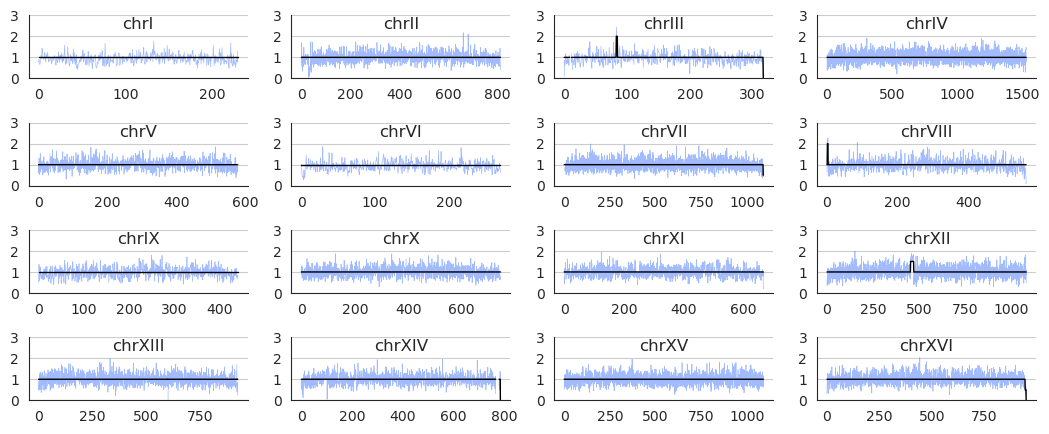 3 chrI 3 chrII 3 chrIII 3 chrIV
2 2 2 2
1 1 1 1
0 0 0 0
0 100 200 0 200 400 600 800 0 100 200 300 0 500 1000 1500
3 chrV 3 chrVI 3 chrVII 3 chrVIII
2 2 2 2
1 1 1 1
0 0 0 0
0 200 400 600 0 100 200 0 250 500 750 1000 0 200 400
3 chrIX 3 chrX 3 chrXI 3 chrXII
2 2 2 2
1 1 1 1
0 0 0 0
0 100 200 300 400 0 200 400 600 0 200 400 600 0 250 500 750 1000
3 chrXIII 3 chrXIV 3 chrXV 3 chrXVI
2 2 2 2
1 1 1 1
0 0 0 0
0 250 500 750 0 200 400 600 800 0 250 500 750 1000 0 250 500 750